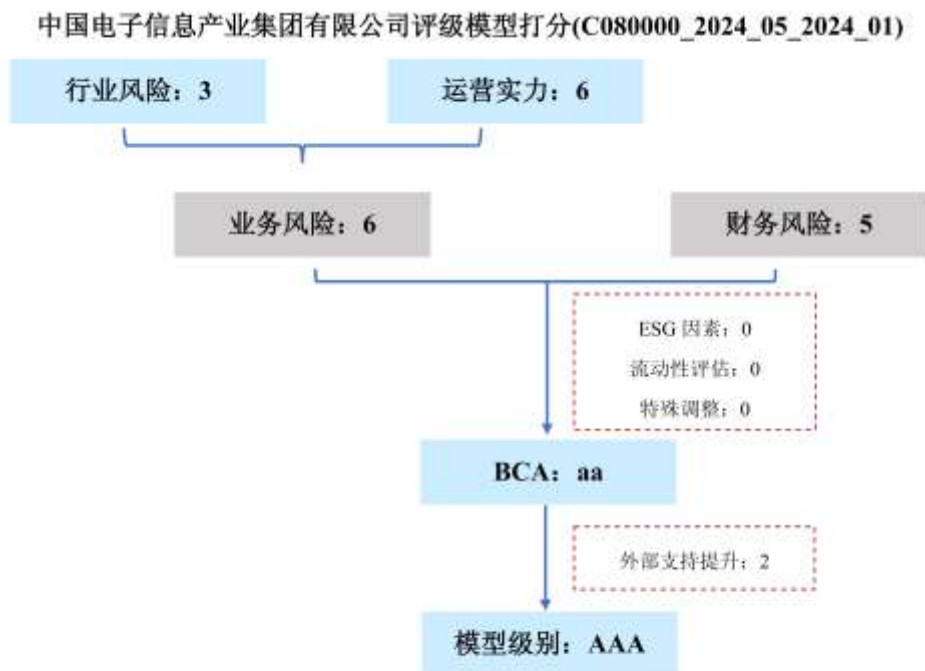 中国电子信息产业集团有限公司评级模型打分(C080000_2024_05_2024_01)
行业风险：3
运营实力：6
业务风险：6
财务风险：5
ESG 因素：0
流动性评估：0
特殊调整：0
BCA：aa
外部支持提升：2
模型级别：AAA